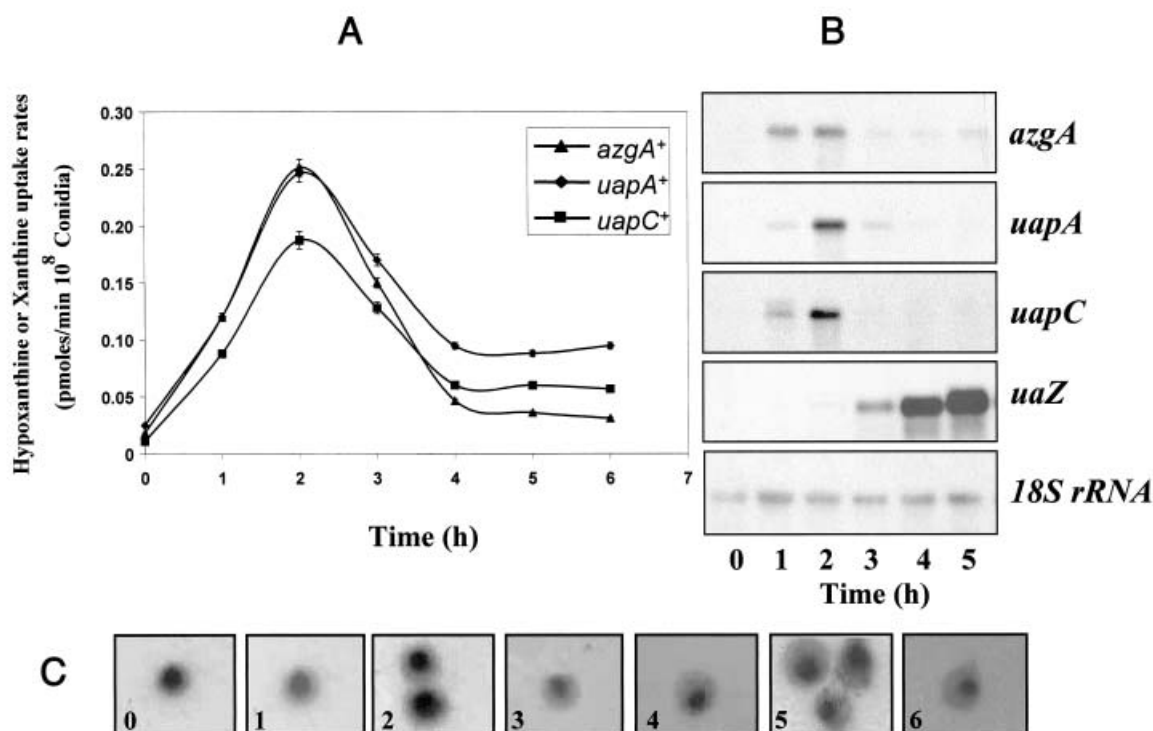 A
Hypoxanthine or Xanthine uptake rates
(pmoles/min 10⁸ Conidia)
0.30
0.25
0.20
0.15
0.10
0.05
0
0 1 2 3 4 5 6 7
Time (h)
azgA⁺
uapA⁺
uapC⁺
B
azgA
uapA
uapC
uaZ
18S rRNA
0 1 2 3 4 5
Time (h)
C
0 1 2 3 4 5 6